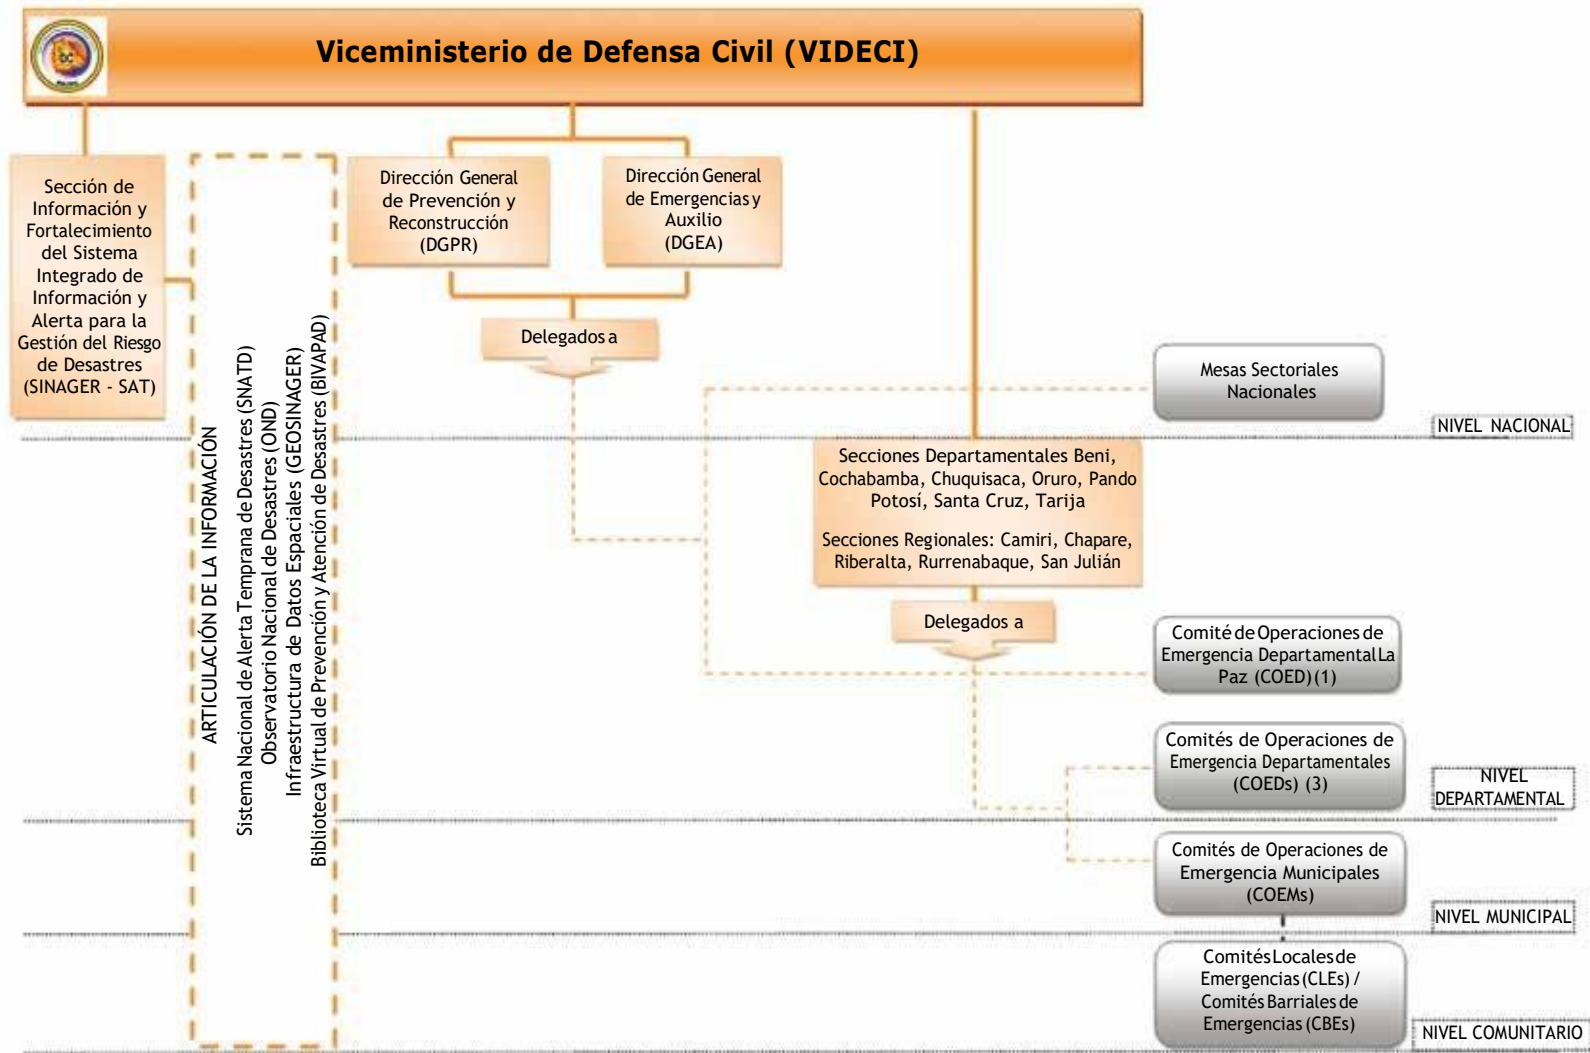 Viceministerio de Defensa Civil (VIDECI)
Sección de
Información y
Fortalecimiento
del Sistema
Integrado de
Información y
Alerta para la
Gestión del Riesgo
de Desastres
(SINAGER - SAT)
ARTICULACIÓN DE LA INFORMACIÓN
Sistema Nacional de Alerta Temprana de Desastres (SNATD)
Observatorio Nacional de Desastres (OND)
Infraestructura de Datos Espaciales (GEOSINAGER)
Biblioteca Virtual de Prevención y Atención de Desastres (BIVAPAD)
Dirección General
de Prevención y
Reconstrucción
(DGPR)
Dirección General
de Emergencias y
Auxilio
(DGEA)
Delegados a
Mesas Sectoriales
Nacionales
NIVEL NACIONAL
Secciones Departamentales Beni,
Cochabamba, Chuquisaca, Oruro, Pando
Potosí, Santa Cruz, Tarija
Secciones Regionales: Camiri, Chapare,
Riberalta, Rurrenabaque, San Julián
Delegados a
Comité de Operaciones de
Emergencia Departamental La
Paz (COED) (1)
Comités de Operaciones de
Emergencia Departamentales
(COEDs) (3)
NIVEL
DEPARTAMENTAL
Comités de Operaciones de
Emergencia Municipales
(COEMs)
NIVEL MUNICIPAL
Comités Locales de
Emergencias (CLEs) /
Comités Barriales de
Emergencias (CBEs)
NIVEL COMUNITARIO